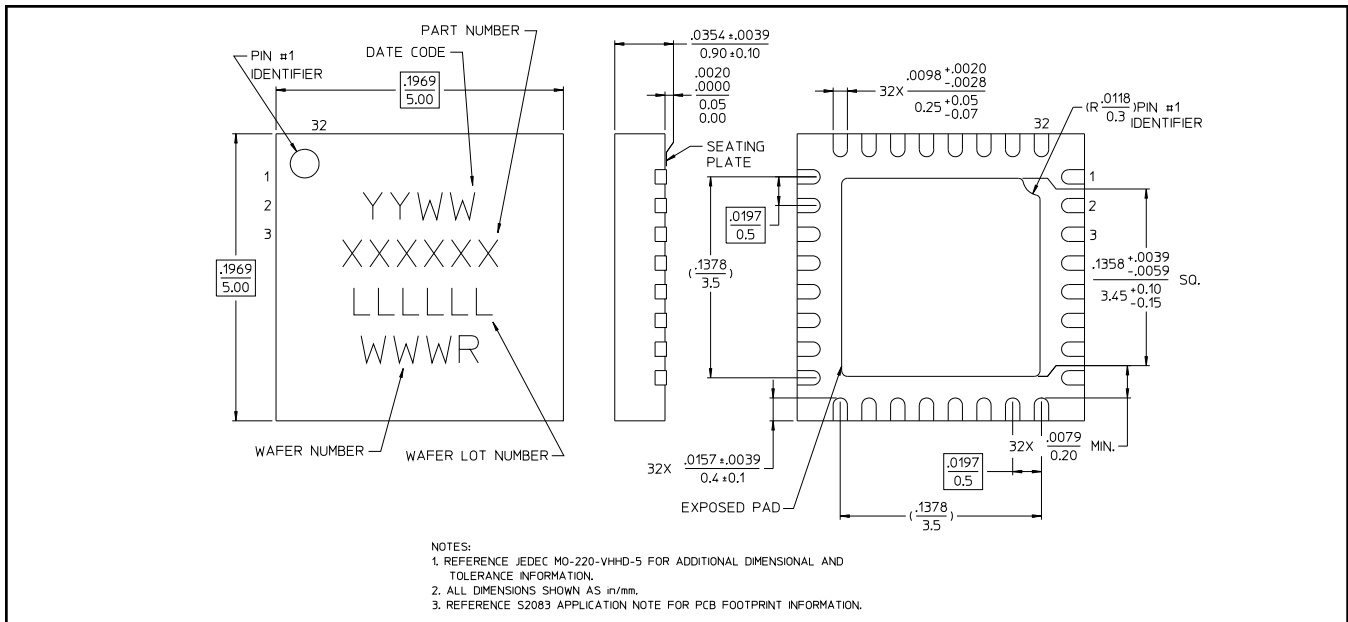 PART NUMBER
DATE CODE
PIN #1
IDENTIFIER
.1969
5.00
32
1
2
3
.1969
5.00
YYWW
XXXXXX
LLLLLL
WWWR
WAFER NUMBER
WAFER LOT NUMBER
.0354 ±.0039
0.90 ±0.10
.0020
.0000
0.05
0.00
SEATING
PLATE
32X .0098 +.0020 -.0028
0.25 +0.05 -0.07
(R .0118 / 0.3) PIN #1
IDENTIFIER
32
1
2
3
.0197
0.5
(.1378 / 3.5)
.1358 +.0039 -.0059
3.45 +0.10 -0.15
SQ.
32X .0157 ±.0039
0.4 ±0.1
32X .0079 MIN.
0.20
.0197
0.5
EXPOSED PAD
(.1378 / 3.5)
NOTES:
1. REFERENCE JEDEC MO-220-VHHD-5 FOR ADDITIONAL DIMENSIONAL AND
TOLERANCE INFORMATION.
2. ALL DIMENSIONS SHOWN AS in/mm.
3. REFERENCE S2083 APPLICATION NOTE FOR PCB FOOTPRINT INFORMATION.